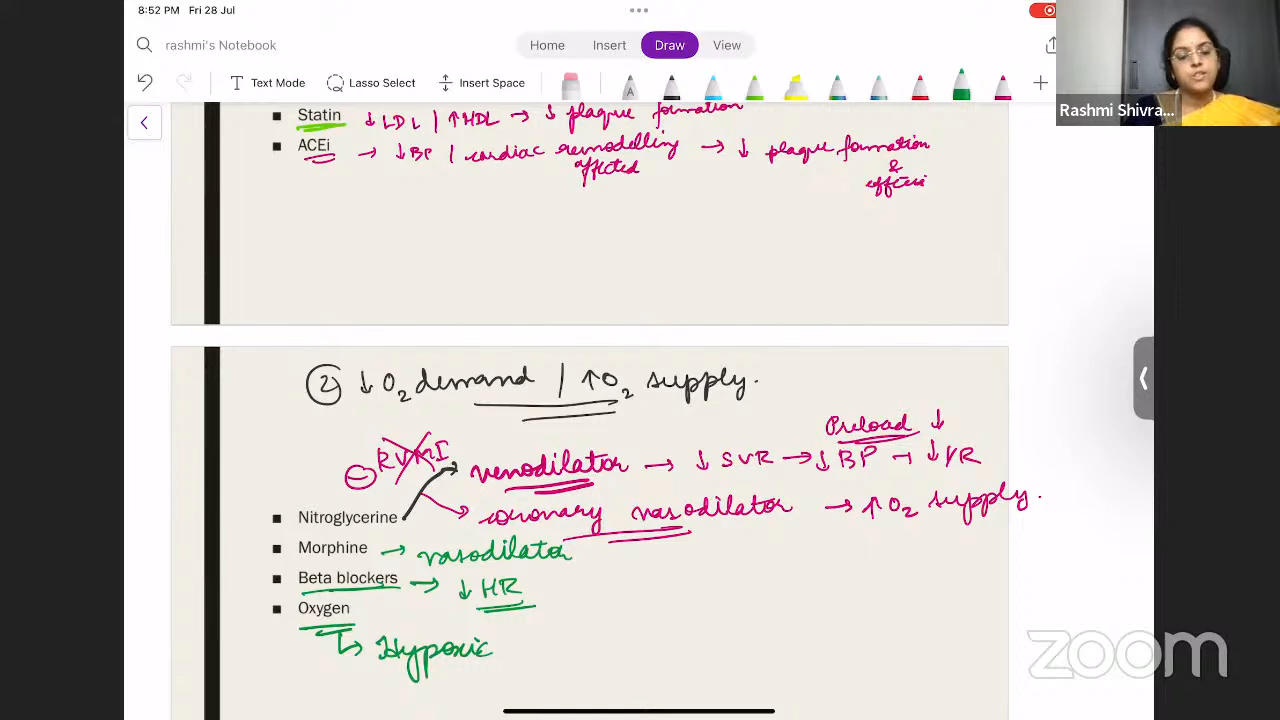 8:52 PM Fri 28 Jul
rashmi's Notebook
Home Insert Draw View
Text Mode Lasso Select Insert Space
Rashmi Shivra...
Statin ↓ LDL | ↑ HDL → ↓ plaque formation
ACEi → ↓ BP | cardiac remodelling → ↓ plaque formation
affected &
② ↓ O2 demand | ↑ O2 supply.
Preload ↓
⊖ RVMI venodilator → ↓ SVR → ↓ BP → ↓ VR
coronary vasodilator → ↑ O2 supply.
Nitroglycerine
Morphine → vasodilator
Beta blockers → ↓ HR
Oxygen
↳ Hypoxic
zoom